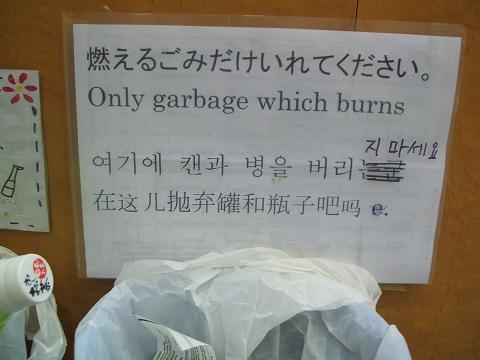 燃えるごみだけいれてください。
Only garbage which burns
지 마세요
여기에 캔과 병을 버리는
在这儿抛弃罐和瓶子吧吗 e.